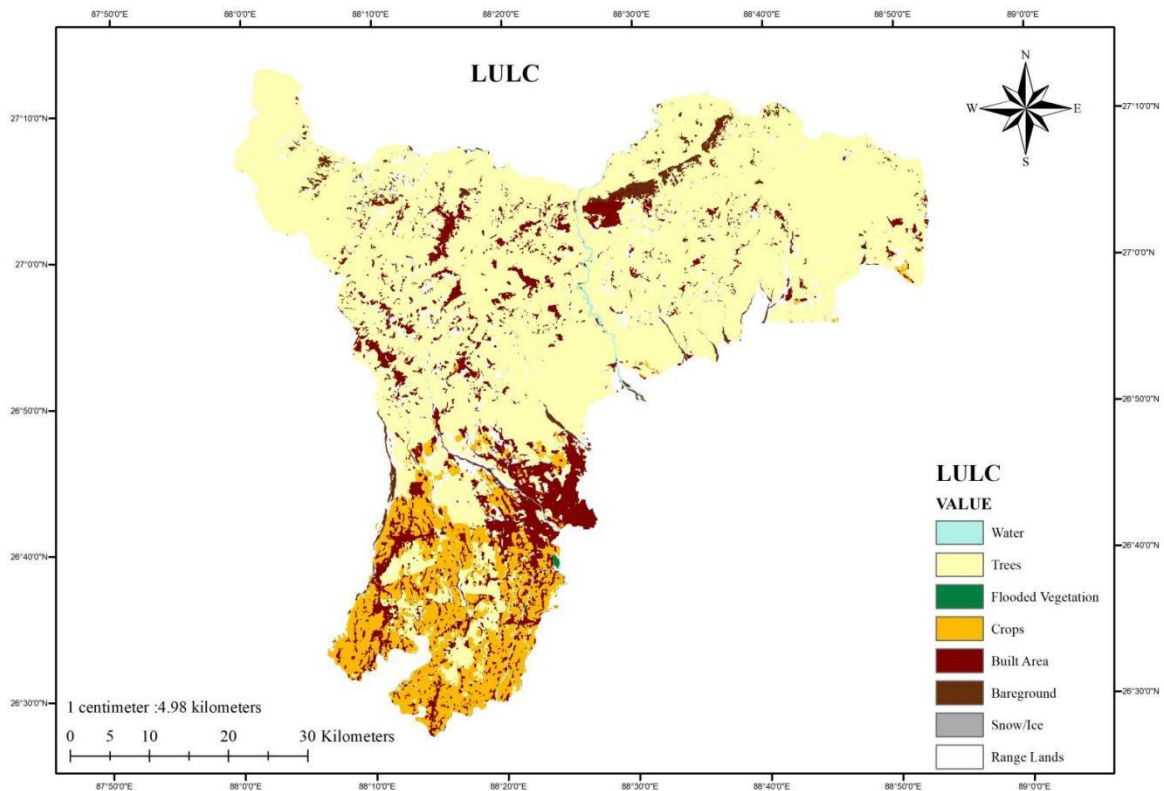 87°50'0"E 88°0'0"E 88°10'0"E 88°20'0"E 88°30'0"E 88°40'0"E 88°50'0"E 89°0'0"E
LULC
N
W E
S
27°10'0"N 27°10'0"N
27°0'0"N 27°0'0"N
26°50'0"N 26°50'0"N
26°40'0"N 26°40'0"N
26°30'0"N 26°30'0"N
LULC
VALUE
Water
Trees
Flooded Vegetation
Crops
Built Area
Bareground
Snow/Ice
Range Lands
1 centimeter :4.98 kilometers
0 5 10 20 30 Kilometers
87°50'0"E 88°0'0"E 88°10'0"E 88°20'0"E 88°30'0"E 88°40'0"E 88°50'0"E 89°0'0"E